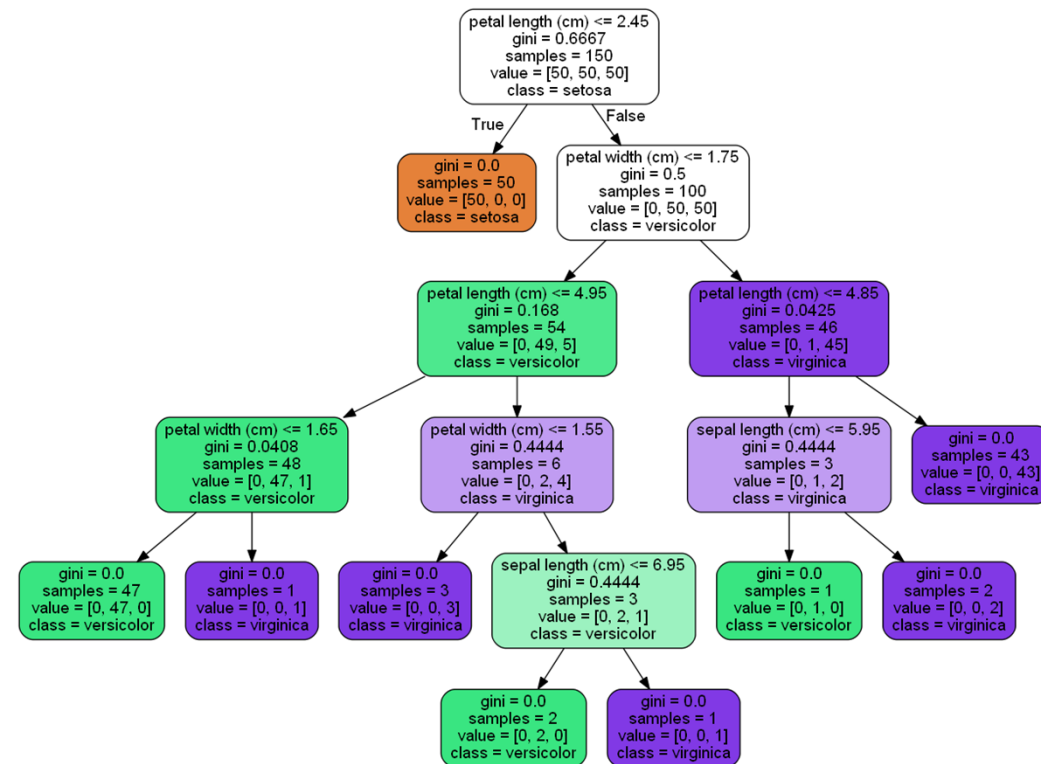 petal length (cm) <= 2.45
gini = 0.6667
samples = 150
value = [50, 50, 50]
class = setosa
True
False
gini = 0.0
samples = 50
value = [50, 0, 0]
class = setosa
petal width (cm) <= 1.75
gini = 0.5
samples = 100
value = [0, 50, 50]
class = versicolor
petal length (cm) <= 4.95
gini = 0.168
samples = 54
value = [0, 49, 5]
class = versicolor
petal length (cm) <= 4.85
gini = 0.0425
samples = 46
value = [0, 1, 45]
class = virginica
petal width (cm) <= 1.65
gini = 0.0408
samples = 48
value = [0, 47, 1]
class = versicolor
petal width (cm) <= 1.55
gini = 0.4444
samples = 6
value = [0, 2, 4]
class = virginica
sepal length (cm) <= 5.95
gini = 0.4444
samples = 3
value = [0, 1, 2]
class = virginica
gini = 0.0
samples = 43
value = [0, 0, 43]
class = virginica
gini = 0.0
samples = 47
value = [0, 47, 0]
class = versicolor
gini = 0.0
samples = 1
value = [0, 0, 1]
class = virginica
gini = 0.0
samples = 3
value = [0, 0, 3]
class = virginica
sepal length (cm) <= 6.95
gini = 0.4444
samples = 3
value = [0, 2, 1]
class = versicolor
gini = 0.0
samples = 1
value = [0, 1, 0]
class = versicolor
gini = 0.0
samples = 2
value = [0, 0, 2]
class = virginica
gini = 0.0
samples = 2
value = [0, 2, 0]
class = versicolor
gini = 0.0
samples = 1
value = [0, 0, 1]
class = virginica